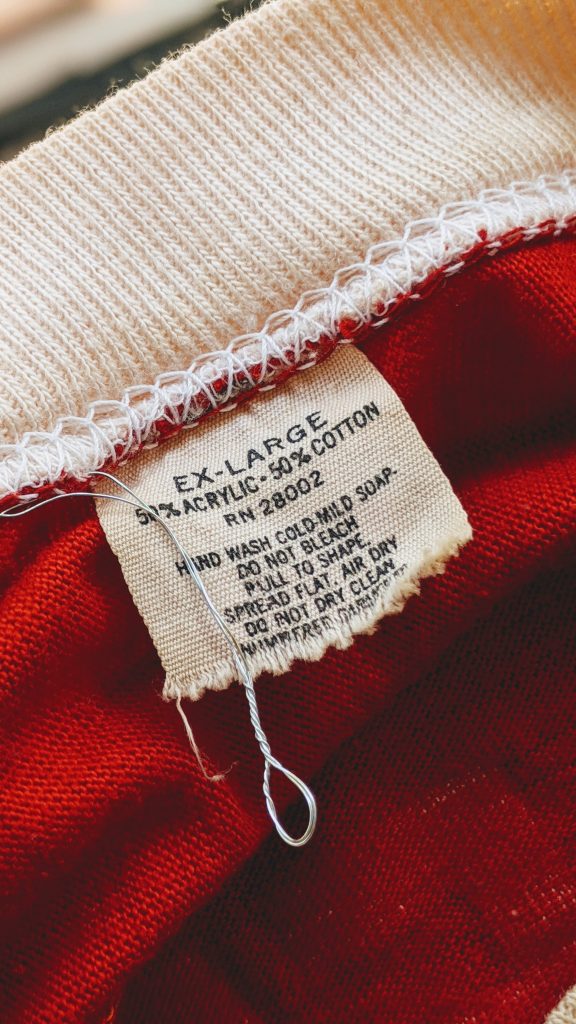 EX-LARGE
50% ACRYLIC - 50% COTTON
RN 28002
HAND WASH COLD-MILD SOAP-
DO NOT BLEACH
PULL TO SHAPE
SPREAD FLAT. AIR DRY
DO NOT DRY CLEAN